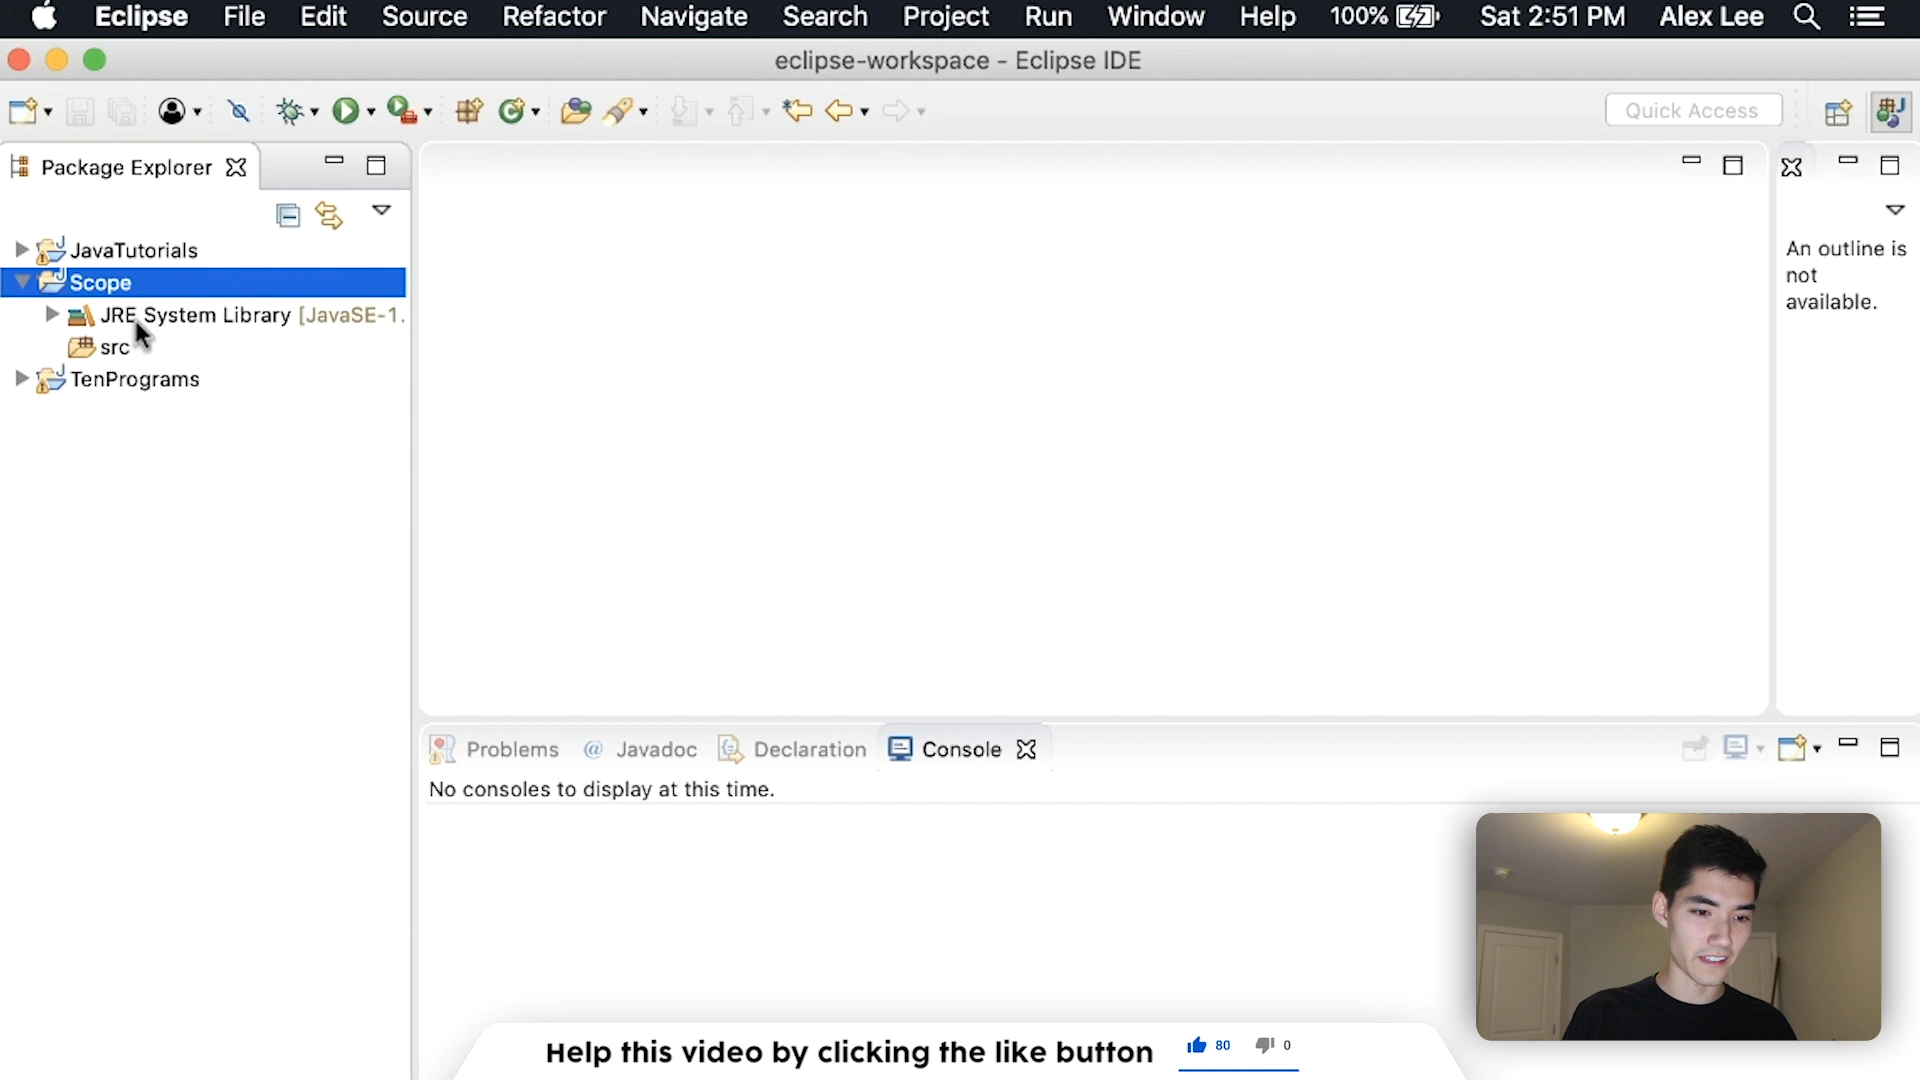 Eclipse File Edit Source Refactor Navigate Search Project Run Window Help 100% Sat 2:51 PM Alex Lee
eclipse-workspace - Eclipse IDE
Quick Access
Package Explorer
JavaTutorials
Scope
JRE System Library [JavaSE-1.
src
TenPrograms
An outline is
not
available.
Problems @ Javadoc Declaration Console
No consoles to display at this time.
Help this video by clicking the like button 80 0